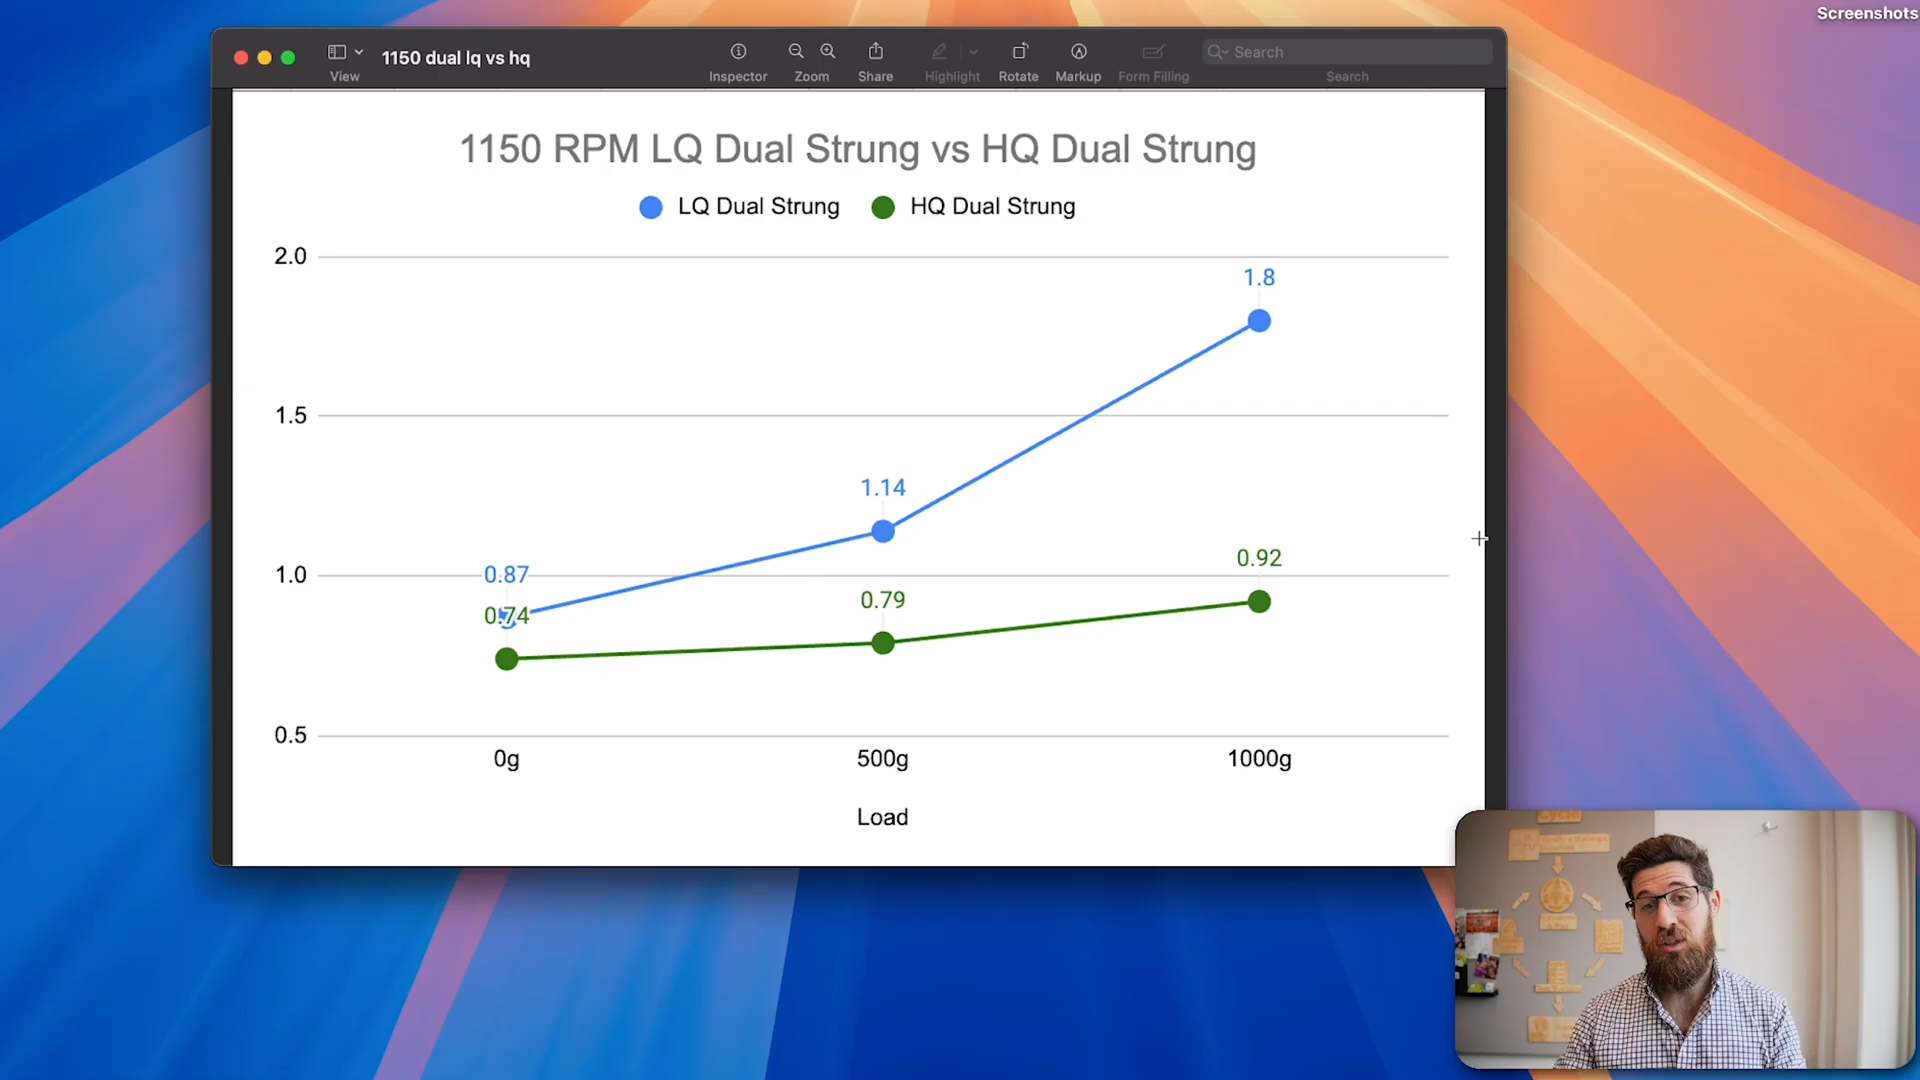 Screenshots
1150 dual lq vs hq
View
Inspector
Zoom
Share
Highlight
Rotate
Markup
Form Filling
Search
Search
1150 RPM LQ Dual Strung vs HQ Dual Strung
LQ Dual Strung
HQ Dual Strung
2.0
1.8
1.5
1.14
1.0
0.87
0.92
0.74
0.79
0.5
0g
500g
1000g
Load
Cycle